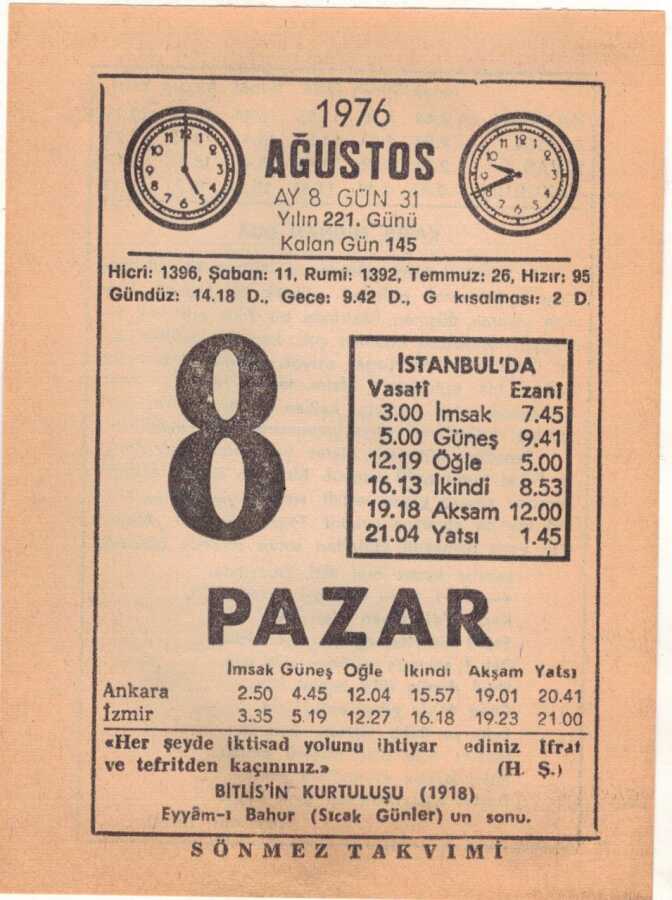 1976
AĞUSTOS
AY 8 GÜN 31
Yılın 221. Günü
Kalan Gün 145
Hicri: 1396, Şaban: 11, Rumi: 1392, Temmuz: 26, Hızır: 95
Gündüz: 14.18 D., Gece: 9.42 D., G kısalması: 2 D
8
İSTANBUL'DA
Vasatî Ezanî
3.00 İmsak 7.45
5.00 Güneş 9.41
12.19 Öğle 5.00
16.13 İkindi 8.53
19.18 Akşam 12.00
21.04 Yatsı 1.45
PAZAR
İmsak Güneş Öğle İkindi Akşam Yatsı
Ankara 2.50 4.45 12.04 15.57 19.01 20.41
İzmir 3.35 5.19 12.27 16.18 19.23 21.00
«Her şeyde iktisad yolunu ihtiyar ediniz İfrat
ve tefritden kaçınınız.» (H. Ş.)
BİTLİS'İN KURTULUŞU (1918)
Eyyâm-ı Bahur (Sıcak Günler) un sonu.
SÖNMEZ TAKVİMİ